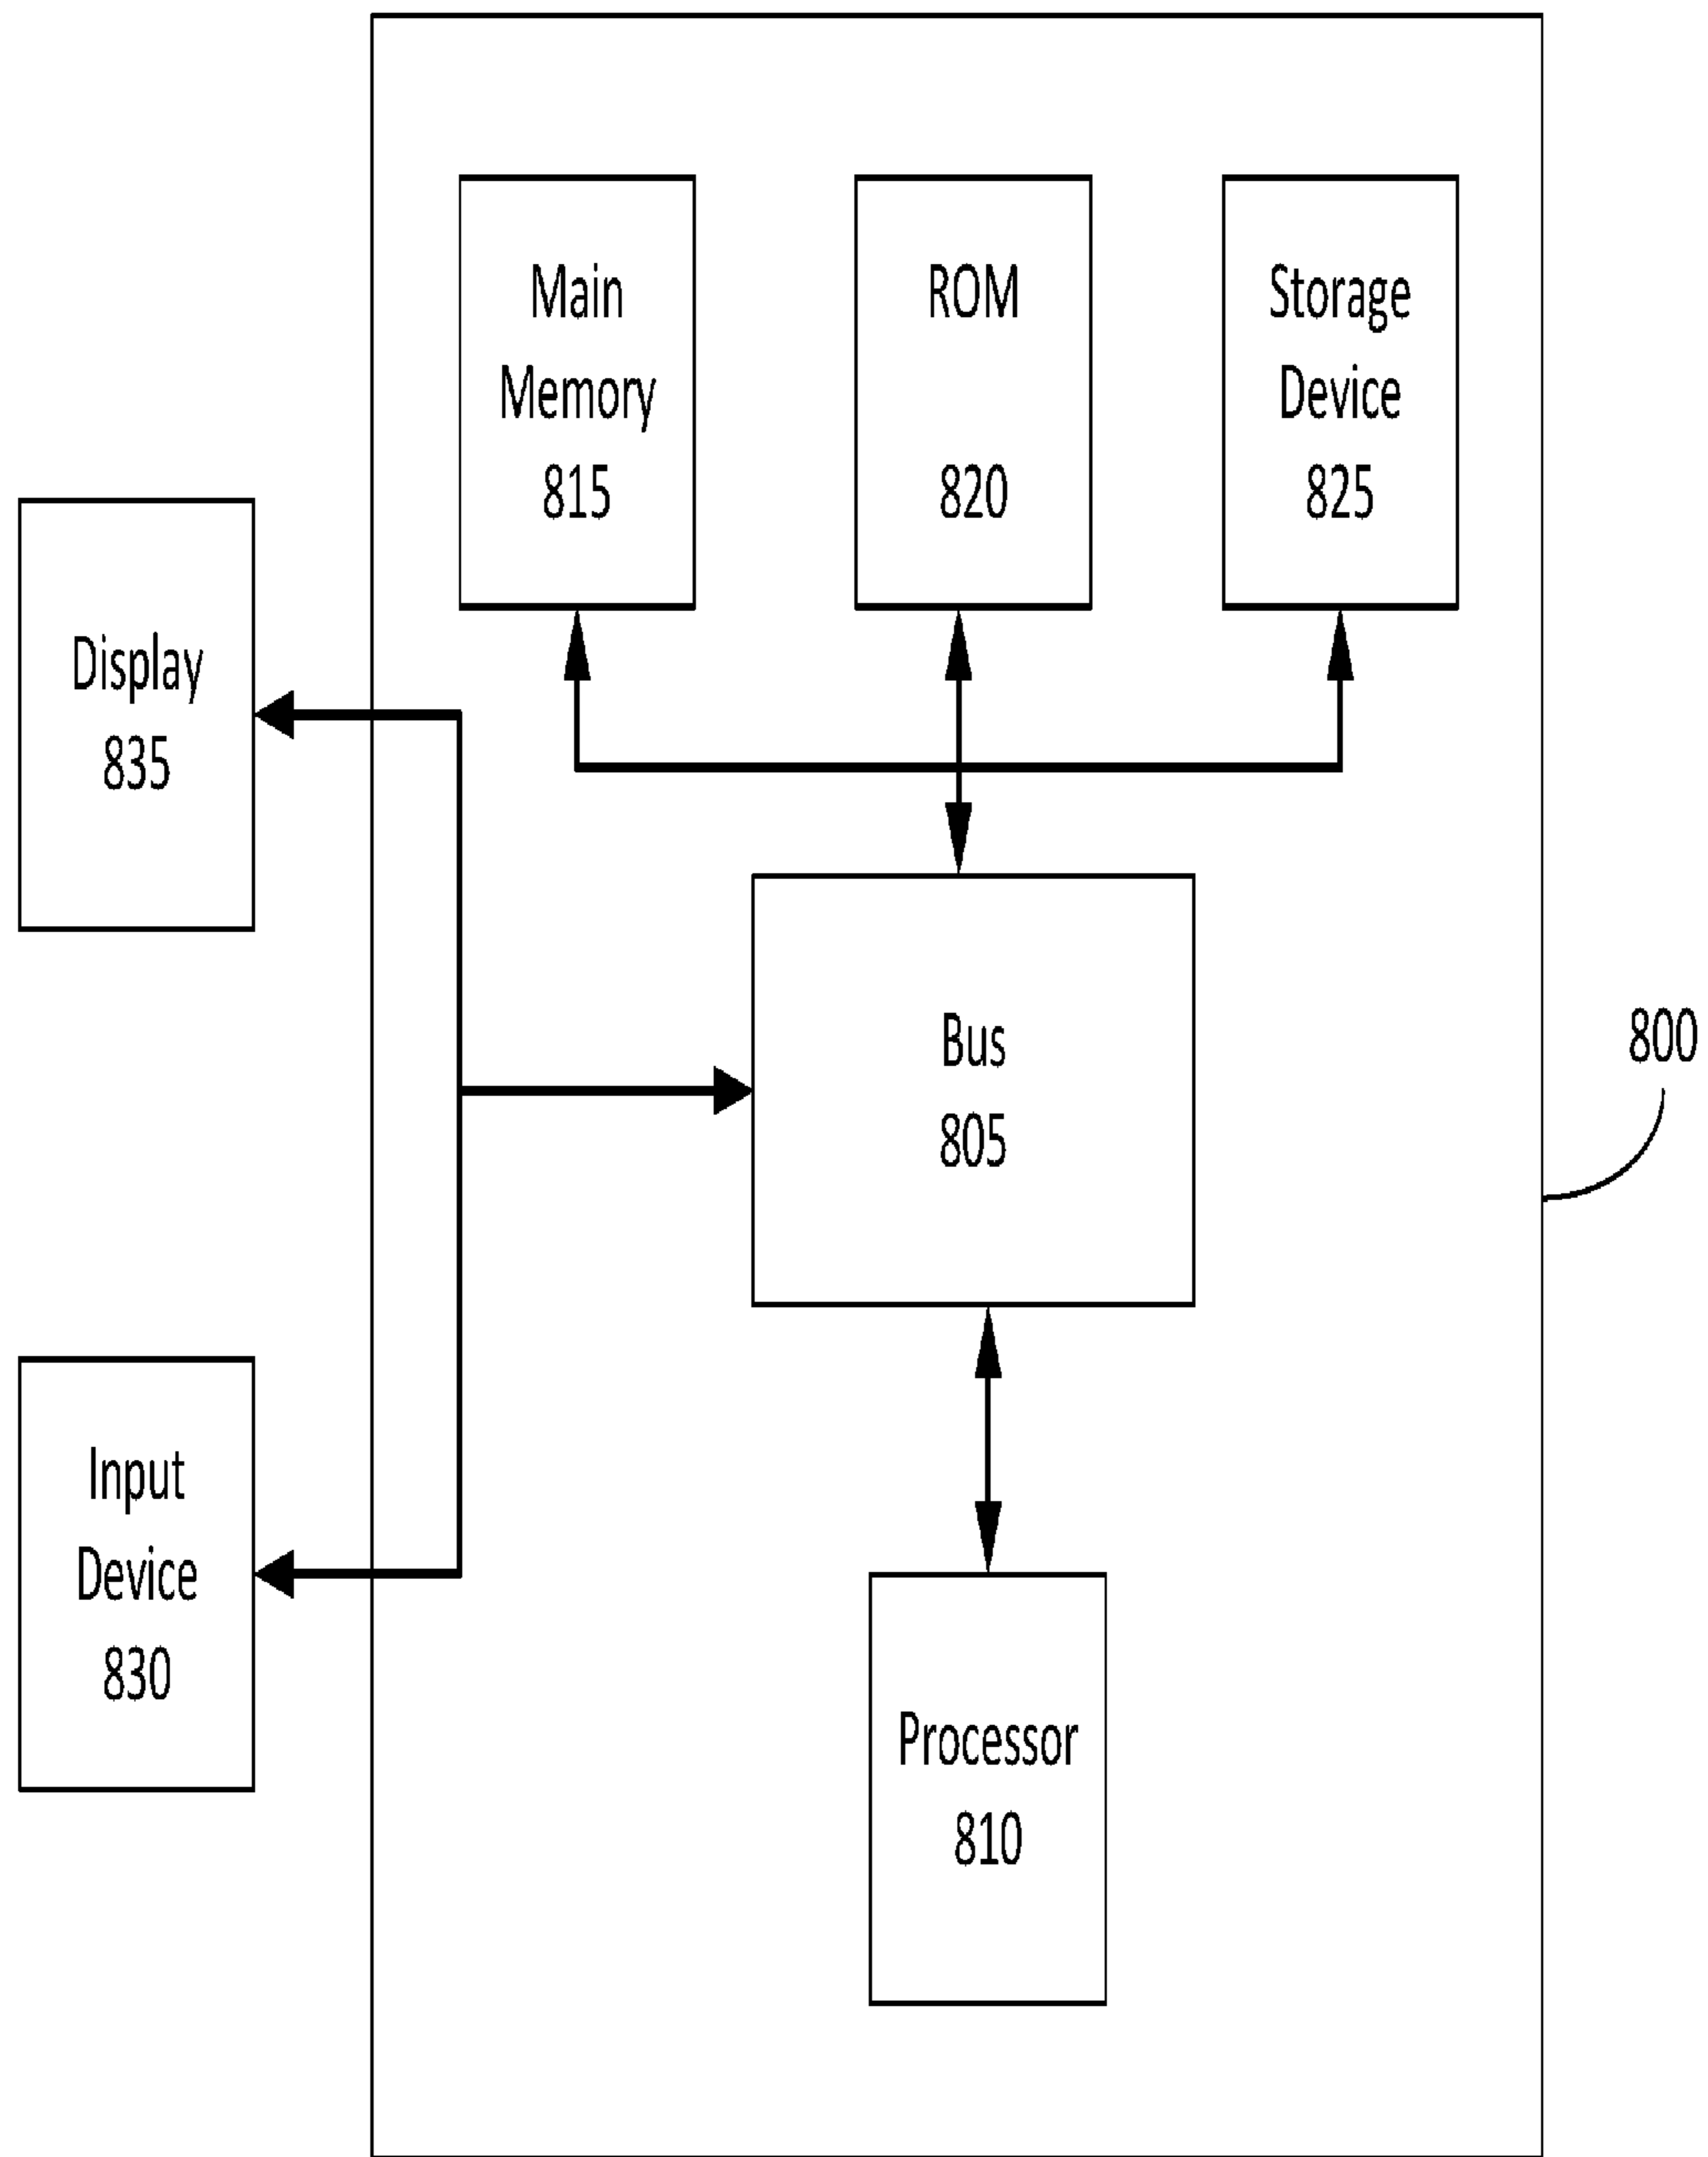 Main
Memory
815
ROM
820
Storage
Device
825
Display
835
Bus
805
800
Input
Device
830
Processor
810